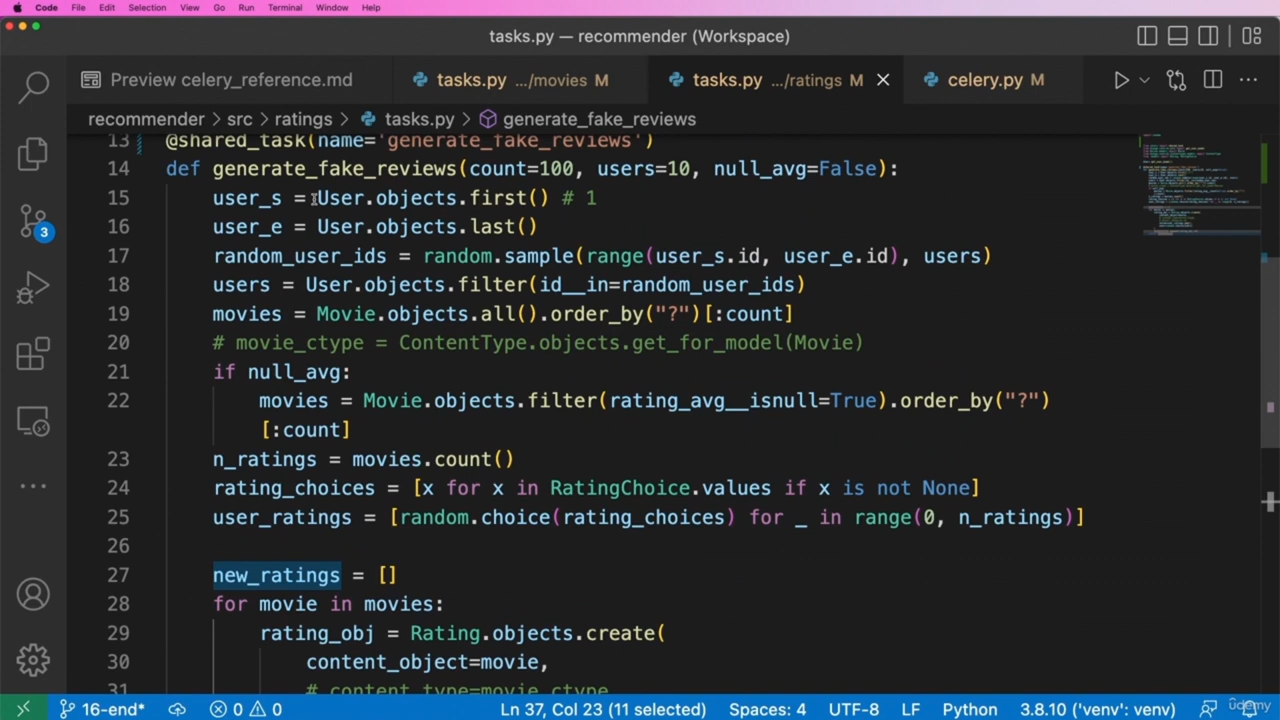 Code File Edit Selection View Go Run Terminal Window Help
tasks.py — recommender (Workspace)
Preview celery_reference.md tasks.py .../movies M tasks.py .../ratings M celery.py M
recommender > src > ratings > tasks.py > generate_fake_reviews
13 @shared_task(name='generate_fake_reviews')
14 def generate_fake_reviews(count=100, users=10, null_avg=False):
15 user_s = User.objects.first() # 1
16 user_e = User.objects.last()
17 random_user_ids = random.sample(range(user_s.id, user_e.id), users)
18 users = User.objects.filter(id__in=random_user_ids)
19 movies = Movie.objects.all().order_by("?")[:count]
20 # movie_ctype = ContentType.objects.get_for_model(Movie)
21 if null_avg:
22 movies = Movie.objects.filter(rating_avg__isnull=True).order_by("?")
[:count]
23 n_ratings = movies.count()
24 rating_choices = [x for x in RatingChoice.values if x is not None]
25 user_ratings = [random.choice(rating_choices) for _ in range(0, n_ratings)]
26
27 new_ratings = []
28 for movie in movies:
29 rating_obj = Rating.objects.create(
30 content_object=movie,
31 # content_type=movie_ctype
3
16-end* 0 0 Ln 37, Col 23 (11 selected) Spaces: 4 UTF-8 LF Python 3.8.10 ('venv': venv)
ûdemy